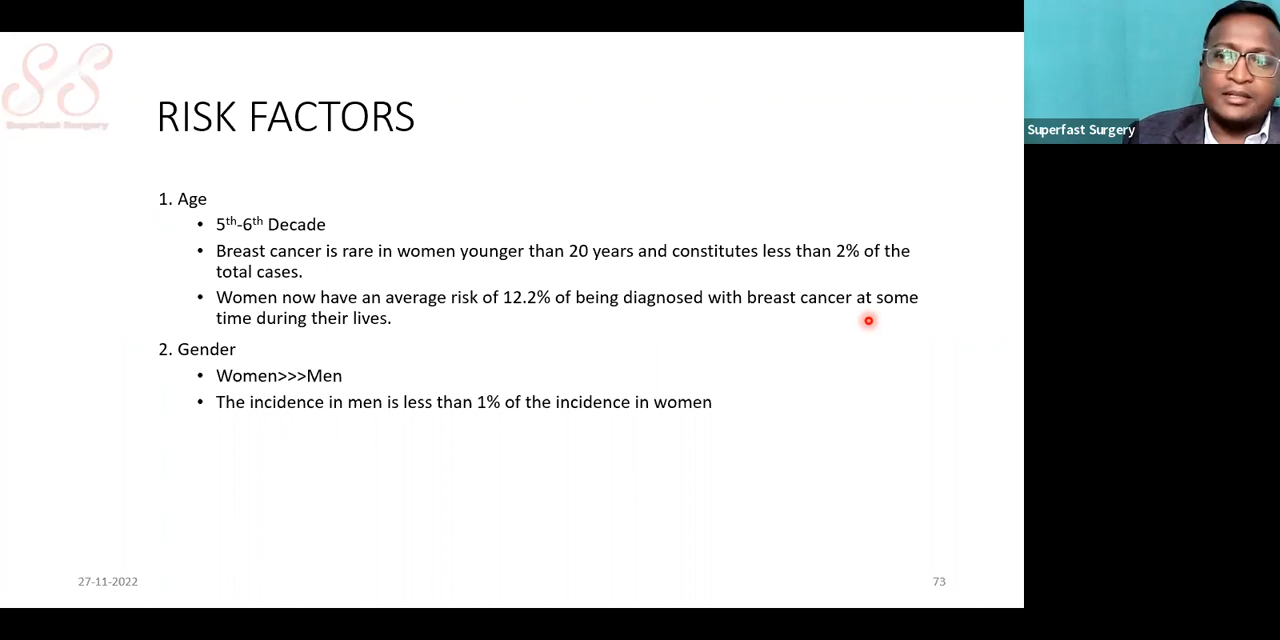 Superfast Surgery
RISK FACTORS
1. Age
• 5th-6th Decade
• Breast cancer is rare in women younger than 20 years and constitutes less than 2% of the
total cases.
• Women now have an average risk of 12.2% of being diagnosed with breast cancer at some
time during their lives.
2. Gender
• Women>>>Men
• The incidence in men is less than 1% of the incidence in women
27-11-2022
73
Superfast Surgery